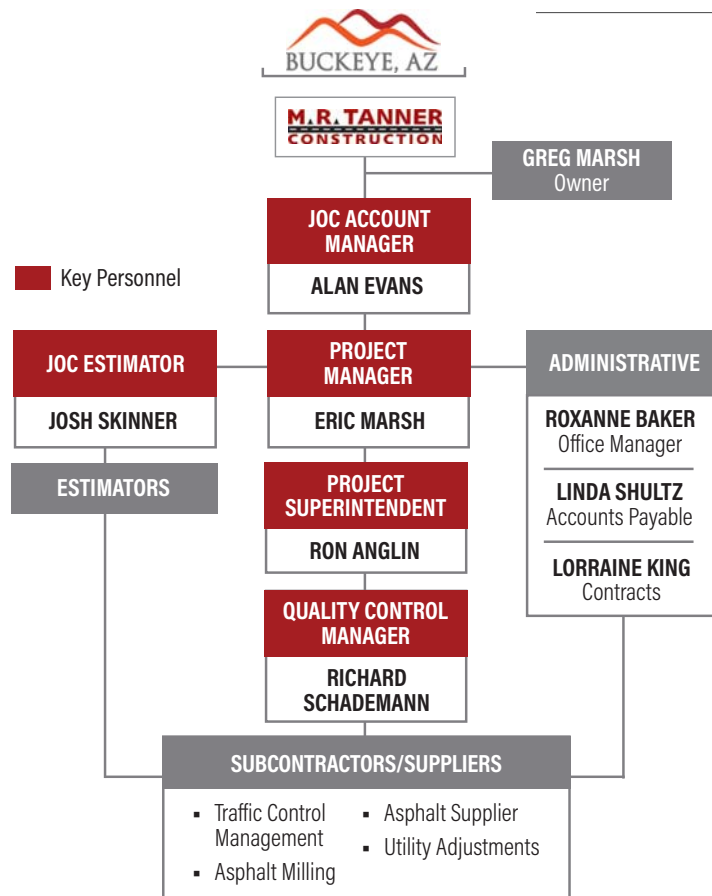 BUCKEYE, AZ
M.R. TANNER
CONSTRUCTION
GREG MARSH
Owner
JOC ACCOUNT
MANAGER
ALAN EVANS
Key Personnel
JOC ESTIMATOR
JOSH SKINNER
ESTIMATORS
PROJECT
MANAGER
ERIC MARSH
ADMINISTRATIVE
ROXANNE BAKER
Office Manager
LINDA SHULTZ
Accounts Payable
LORRAINE KING
Contracts
PROJECT
SUPERINTENDENT
RON ANGLIN
QUALITY CONTROL
MANAGER
RICHARD
SCHADEMANN
SUBCONTRACTORS/SUPPLIERS
▪ Traffic Control
Management
▪ Asphalt Milling
▪ Asphalt Supplier
▪ Utility Adjustments